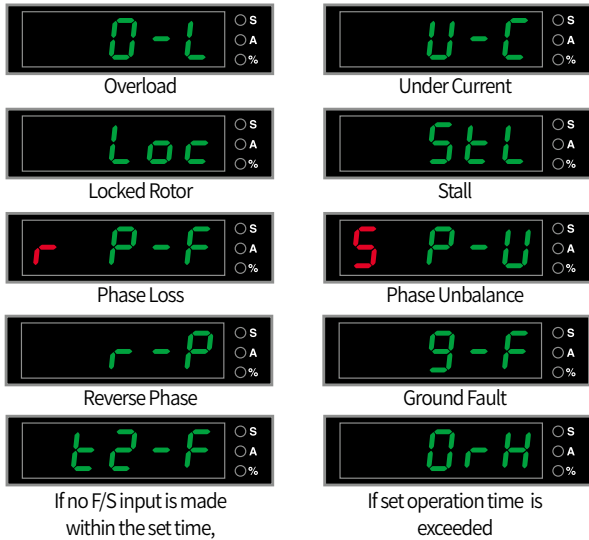 O-L S
A
%
Overload
U-C S
A
%
Under Current
Loc S
A
%
Locked Rotor
StL S
A
%
Stall
r P-F S
A
%
Phase Loss
S P-U S
A
%
Phase Unbalance
r-P S
A
%
Reverse Phase
g-F S
A
%
Ground Fault
t2-F S
A
%
If no F/S input is made
within the set time,
OrH S
A
%
If set operation time is
exceeded